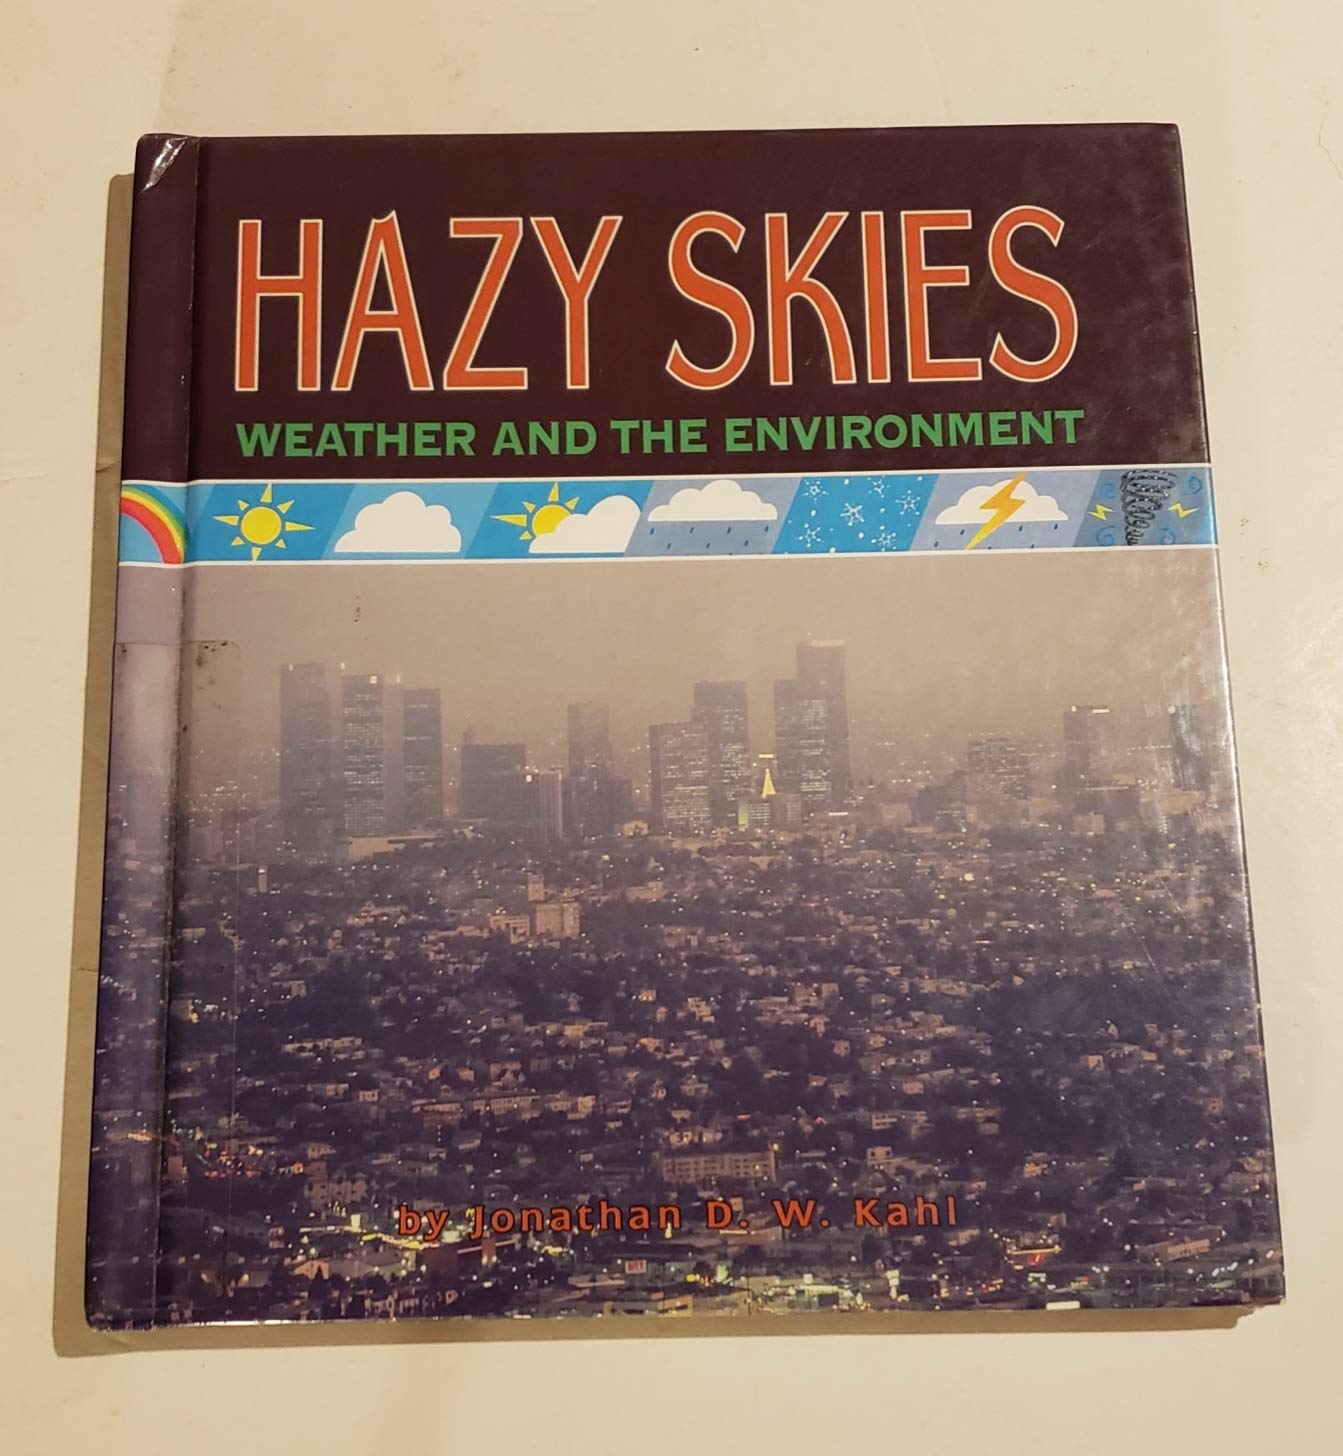 HAZY SKIES
WEATHER AND THE ENVIRONMENT
by Jonathan D. W. Kahl